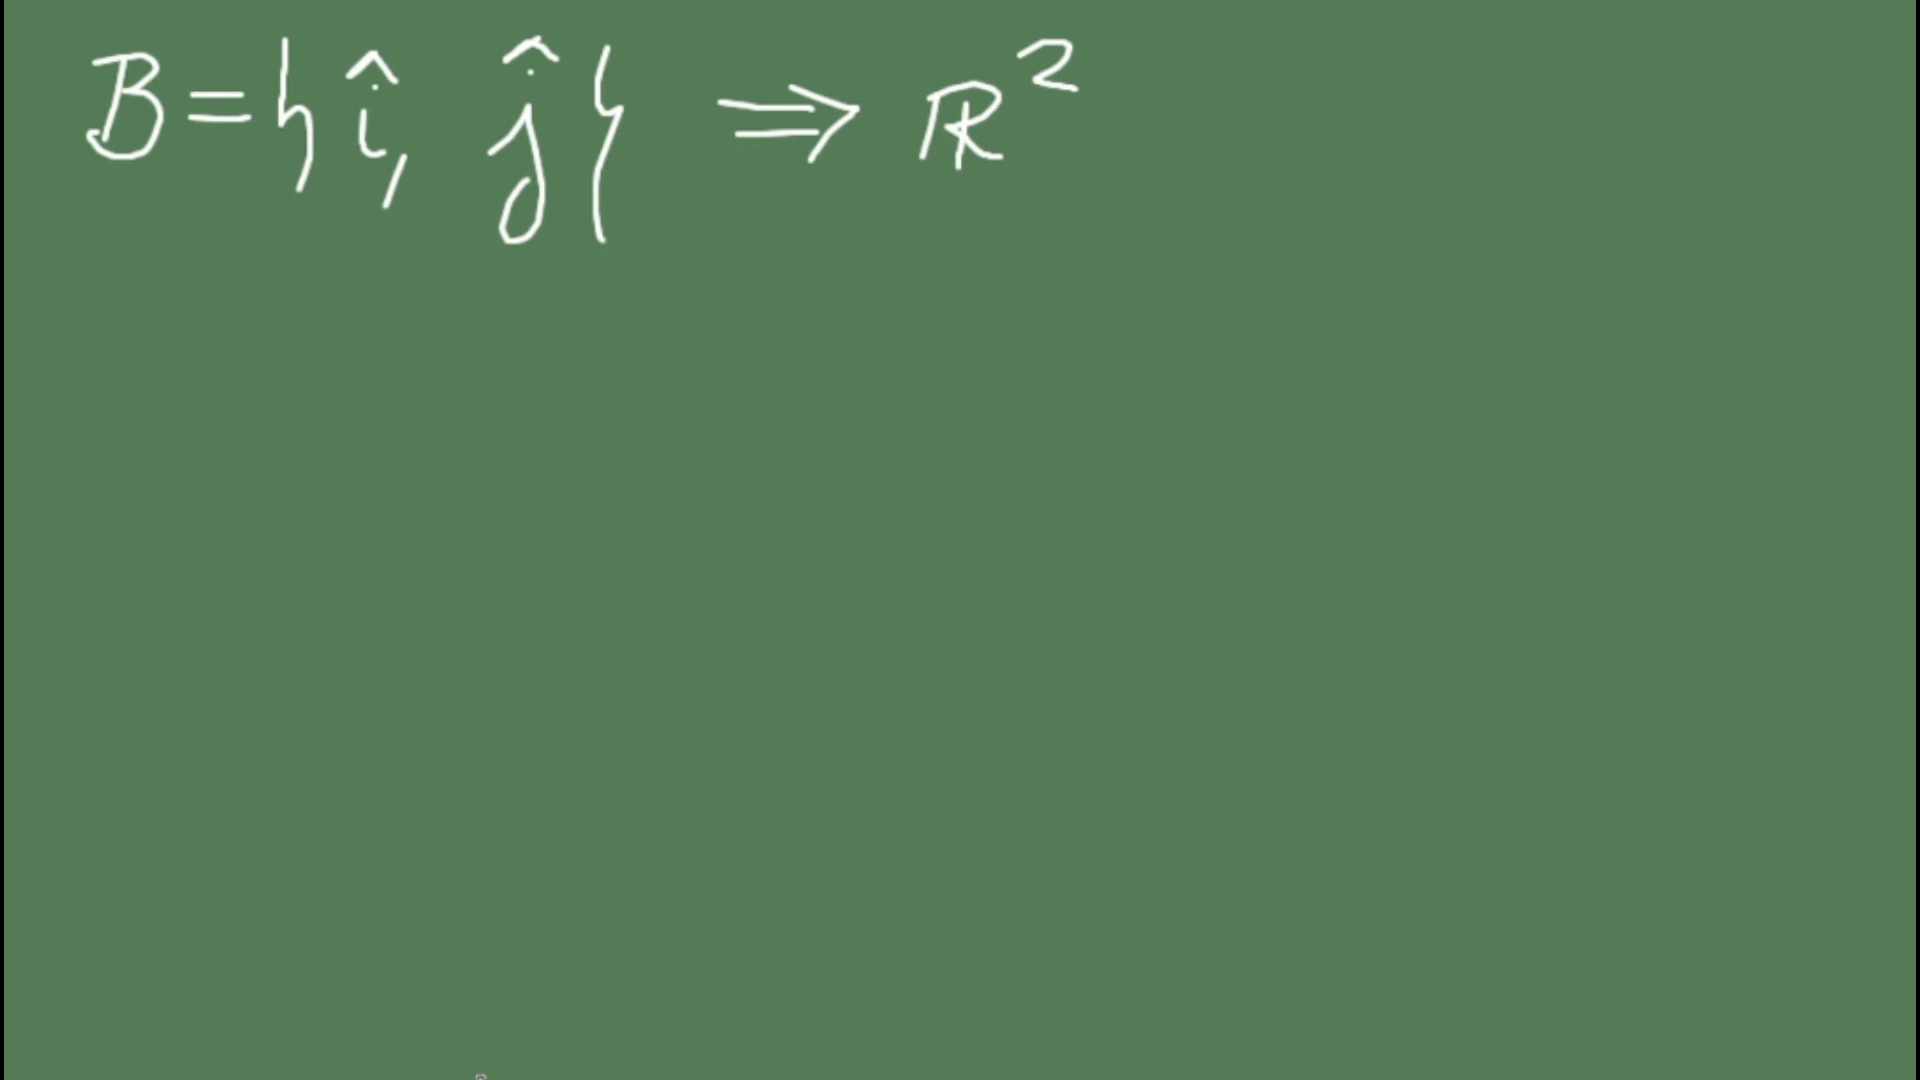 B = {î, ĵ} ⇒ ℝ²